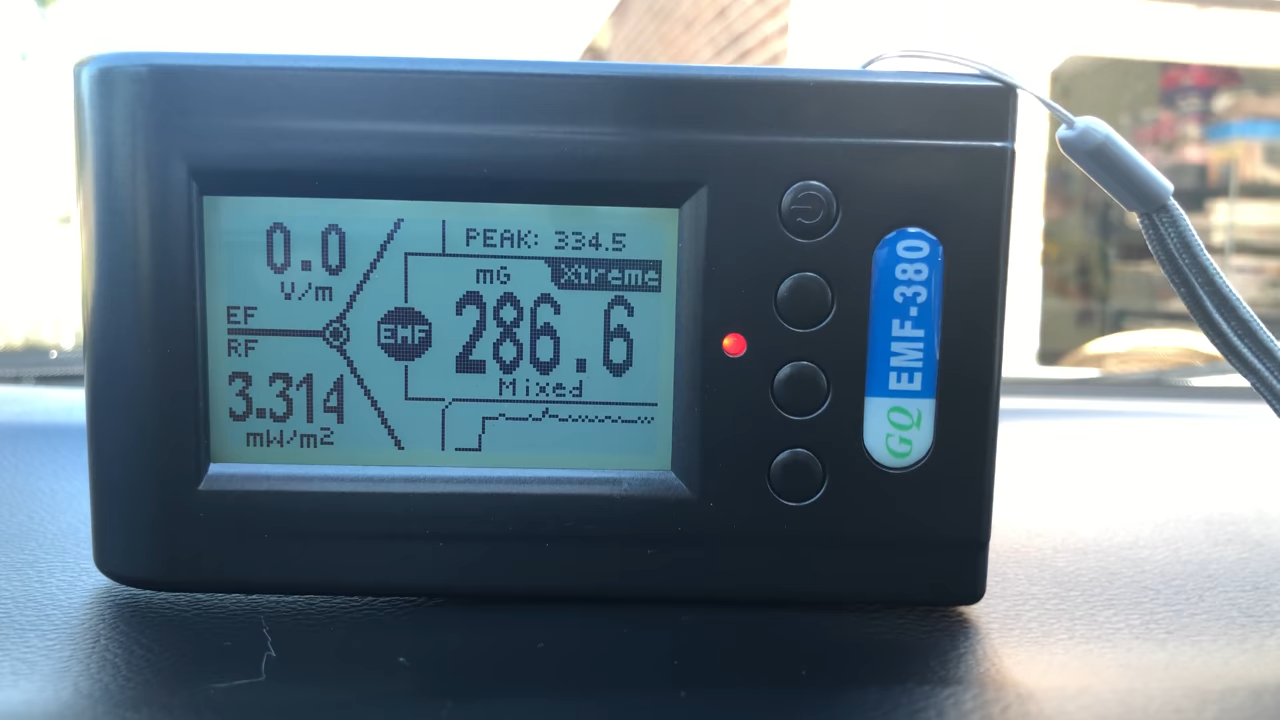 0.0
V/m
EF
RF
3.314
mW/m²
PEAK: 334.5
mG
Xtreme
EMF
286.6
Mixed
GQ EMF-380